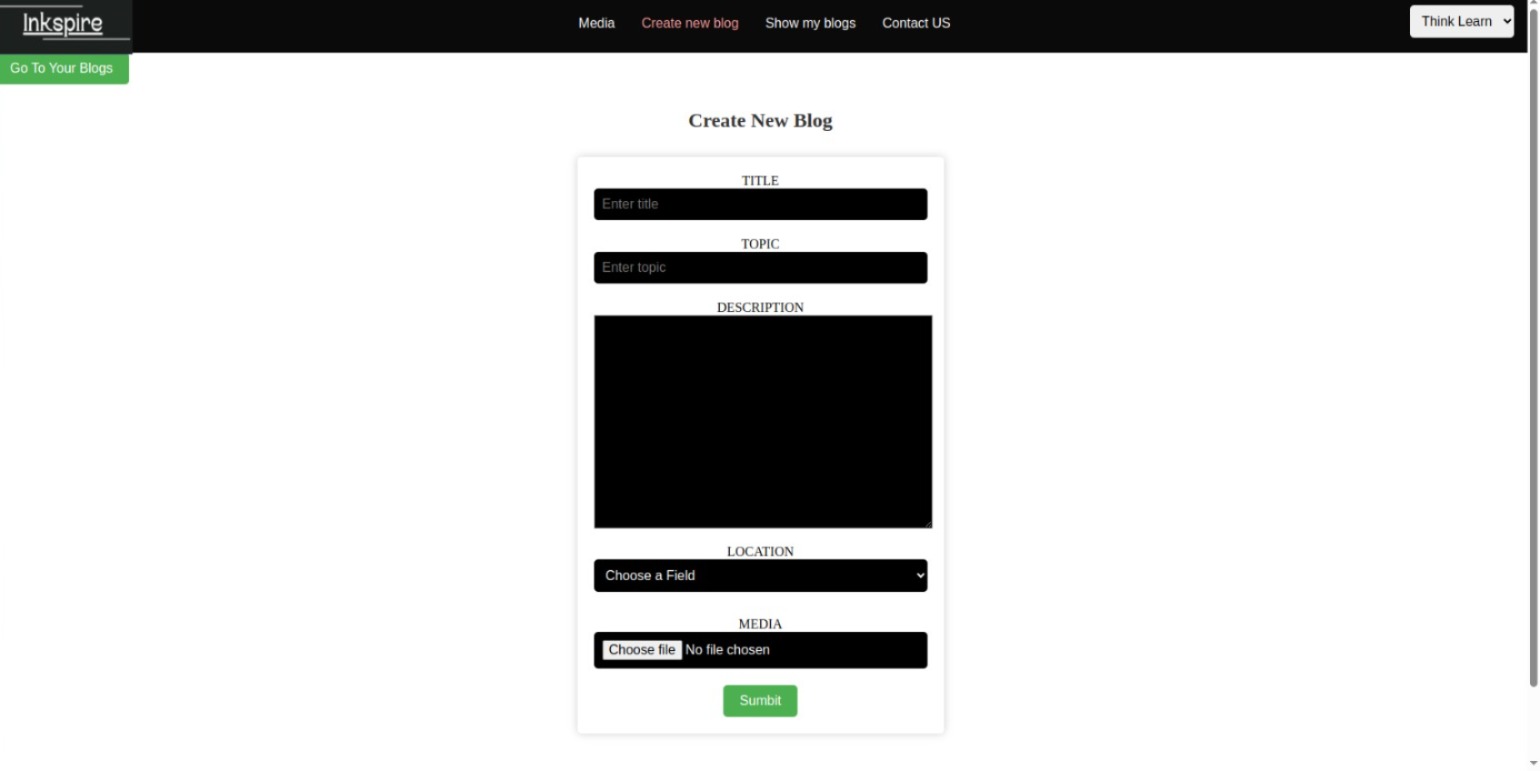 Inkspire
Media Create new blog Show my blogs Contact US
Think Learn
Go To Your Blogs
Create New Blog
TITLE
Enter title
TOPIC
Enter topic
DESCRIPTION
LOCATION
Choose a Field
MEDIA
Choose file No file chosen
Sumbit